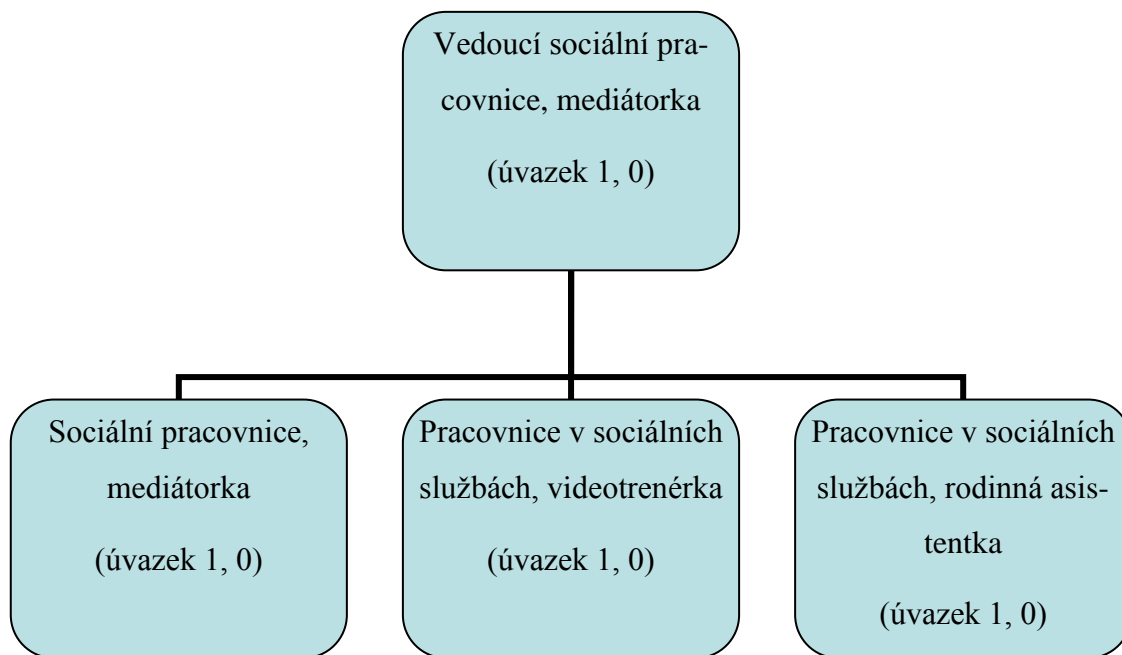 Vedoucí sociální pra-
covnice, mediátorka
(úvazek 1, 0)
Sociální pracovnice,
mediátorka
(úvazek 1, 0)
Pracovnice v sociálních
službách, videotrenérka
(úvazek 1, 0)
Pracovnice v sociálních
službách, rodinná asis-
tentka
(úvazek 1, 0)